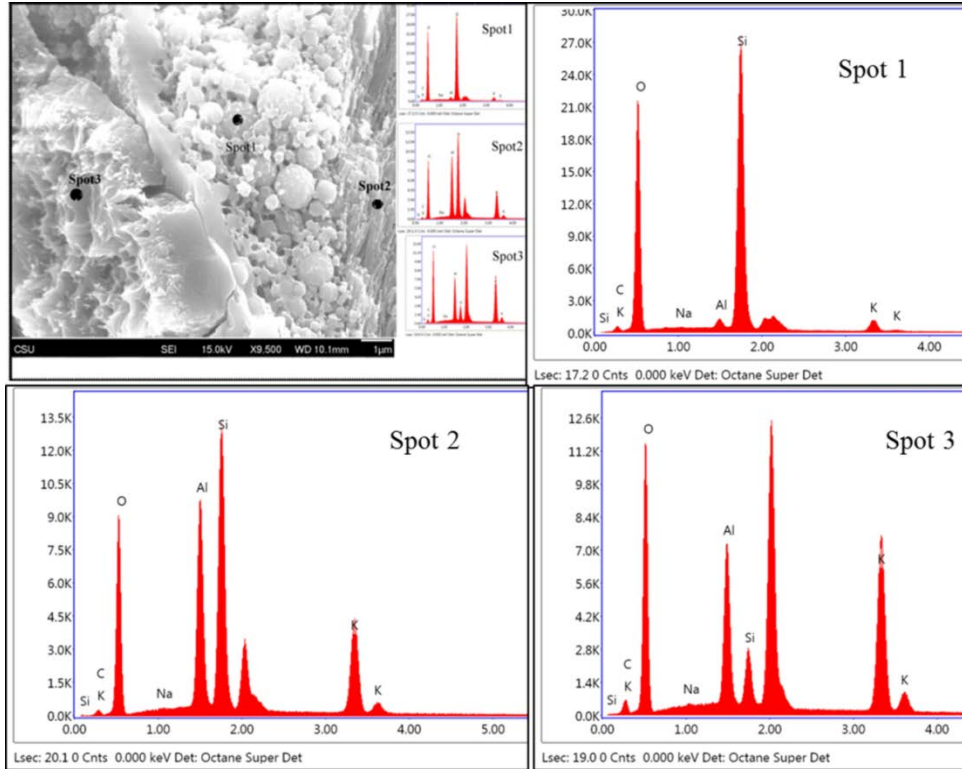 Spot1
Spot3
Spot2
CSU SEI 15.0kV X9,500 WD 10.1mm 1µm
Spot1
Spot2
Spot3
Spot 1
30.0K
27.0K
24.0K
21.0K
18.0K
15.0K
12.0K
9.0K
6.0K
3.0K
0.0K
O
Si
C
Si K Na Al K K
0.00 1.00 2.00 3.00 4.00
Lsec: 17.2 0 Cnts 0.000 keV Det: Octane Super Det
Spot 2
13.5K
12.0K
10.5K
9.0K
7.5K
6.0K
4.5K
3.0K
1.5K
0.0K
Si
Al
O
K
C
Si K Na K
0.00 1.00 2.00 3.00 4.00 5.00
Lsec: 20.1 0 Cnts 0.000 keV Det: Octane Super Det
Spot 3
12.6K
11.2K
9.8K
8.4K
7.0K
5.6K
4.2K
2.8K
1.4K
0.0K
O
Al
K
Si
C
Si K Na K
0.00 1.00 2.00 3.00 4.00
Lsec: 19.0 0 Cnts 0.000 keV Det: Octane Super Det